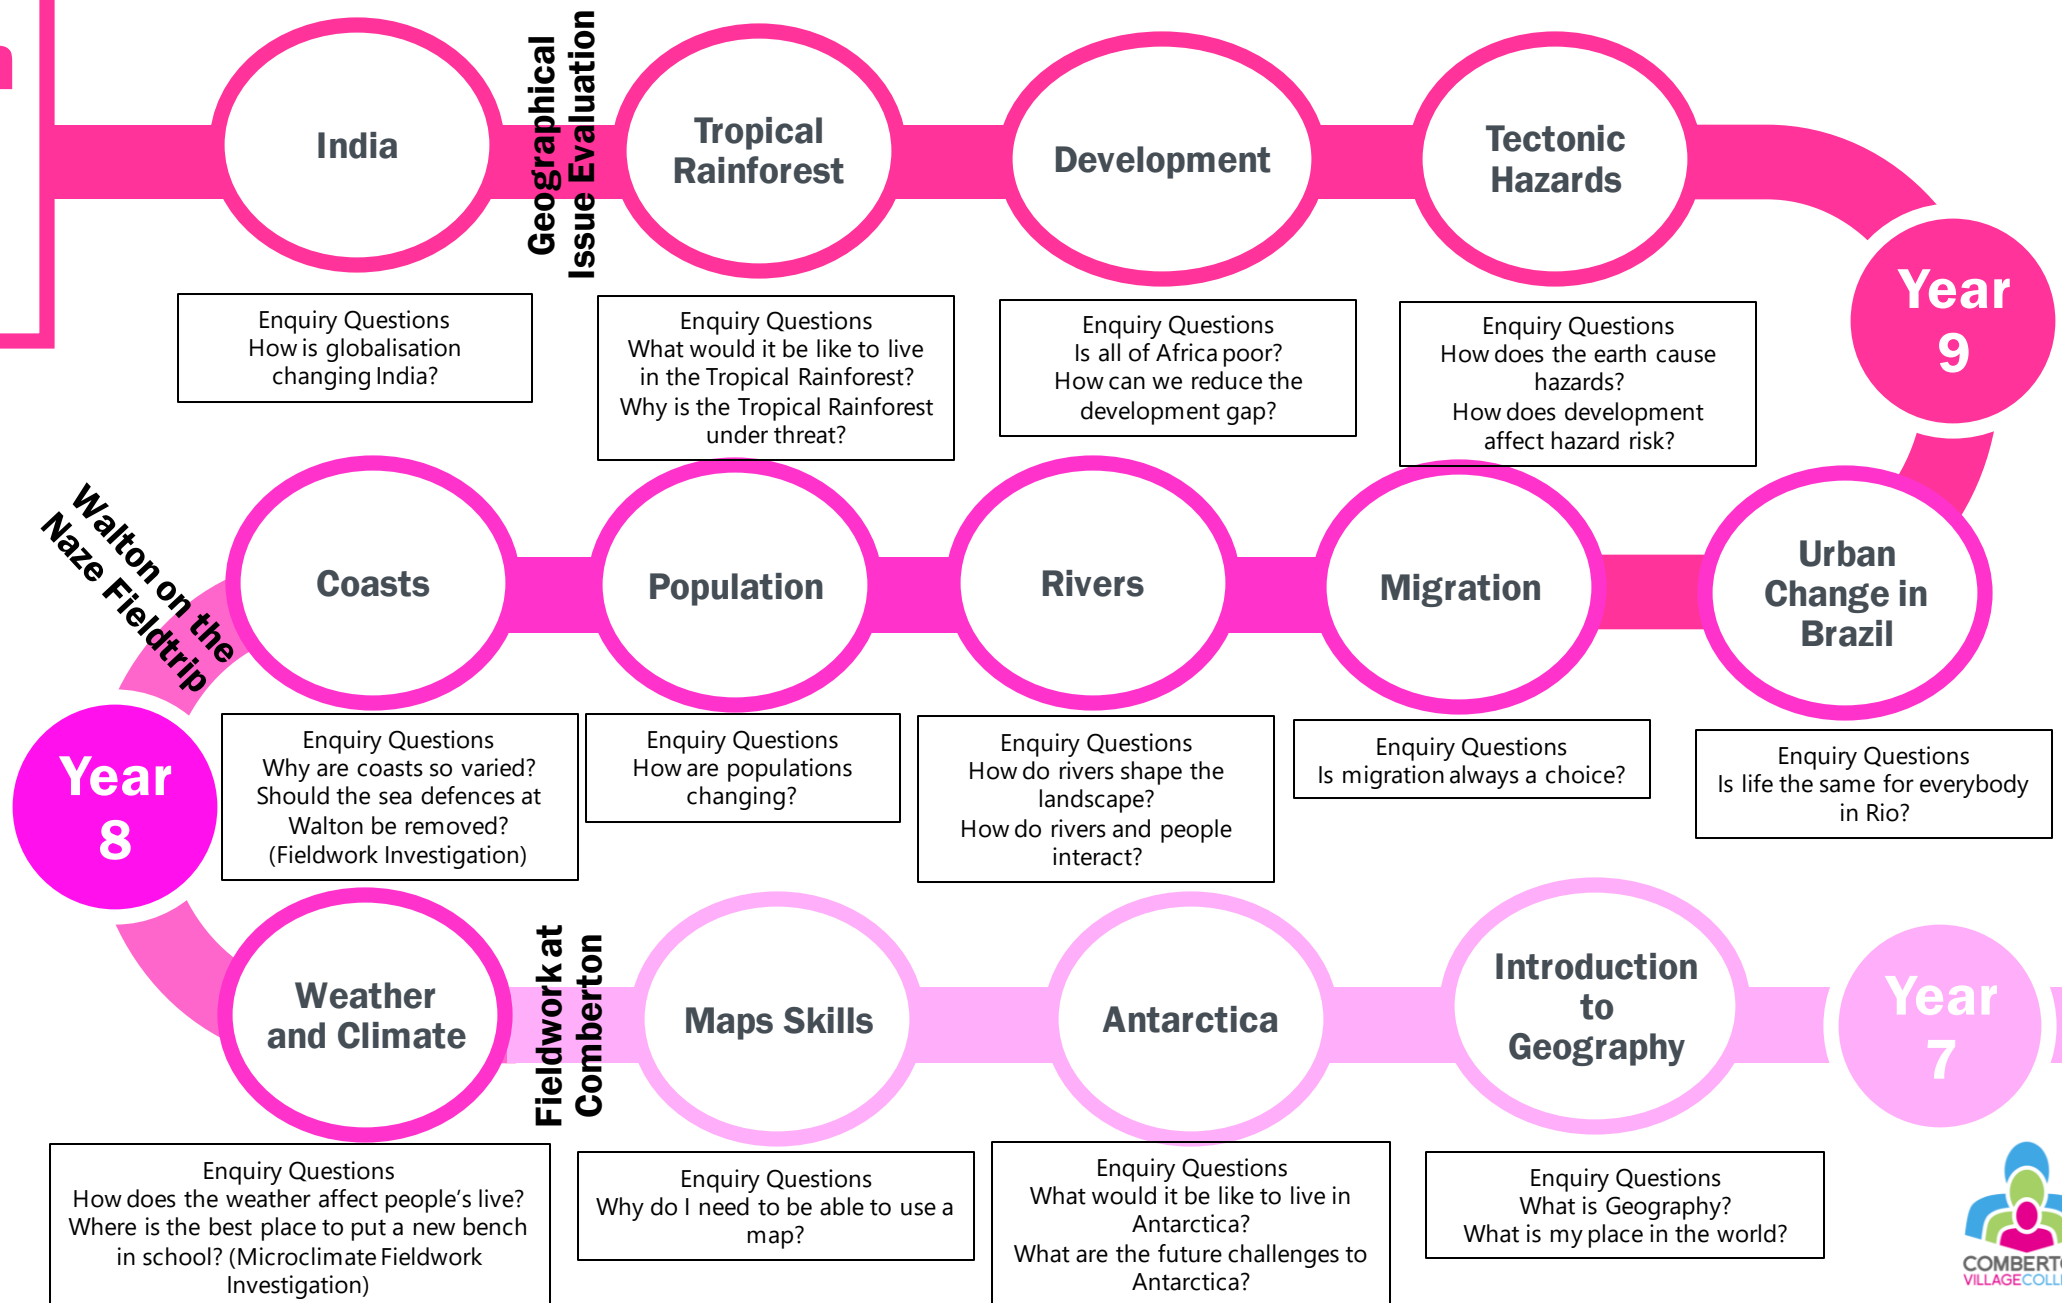 India
Geographical
Issue Evaluation
Tropical
Rainforest
Development
Tectonic
Hazards
Year
9
Enquiry Questions
How is globalisation
changing India?
Enquiry Questions
What would it be like to live
in the Tropical Rainforest?
Why is the Tropical Rainforest
under threat?
Enquiry Questions
Is all of Africa poor?
How can we reduce the
development gap?
Enquiry Questions
How does the earth cause
hazards?
How does development
affect hazard risk?
Walton on the
Naze Fieldtrip
Coasts
Population
Rivers
Migration
Urban
Change in
Brazil
Year
8
Enquiry Questions
Why are coasts so varied?
Should the sea defences at
Walton be removed?
(Fieldwork Investigation)
Enquiry Questions
How are populations
changing?
Enquiry Questions
How do rivers shape the
landscape?
How do rivers and people
interact?
Enquiry Questions
Is migration always a choice?
Enquiry Questions
Is life the same for everybody
in Rio?
Weather
and Climate
Fieldwork at
Comberton
Maps Skills
Antarctica
Introduction
to
Geography
Year
7
Enquiry Questions
How does the weather affect people's live?
Where is the best place to put a new bench
in school? (Microclimate Fieldwork
Investigation)
Enquiry Questions
Why do I need to be able to use a
map?
Enquiry Questions
What would it be like to live in
Antarctica?
What are the future challenges to
Antarctica?
Enquiry Questions
What is Geography?
What is my place in the world?
COMBERTO
VILLAGECOLL